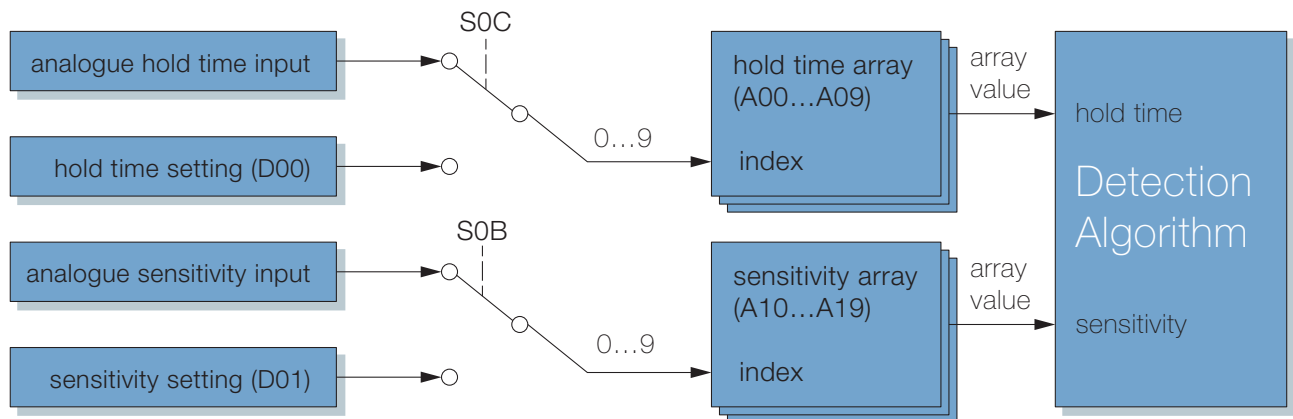 S0C
analogue hold time input
hold time setting (D00)
0...9
hold time array
(A00...A09)
index
array
value
hold time
Detection
Algorithm
sensitivity
S0B
analogue sensitivity input
sensitivity setting (D01)
0...9
sensitivity array
(A10...A19)
index
array
value